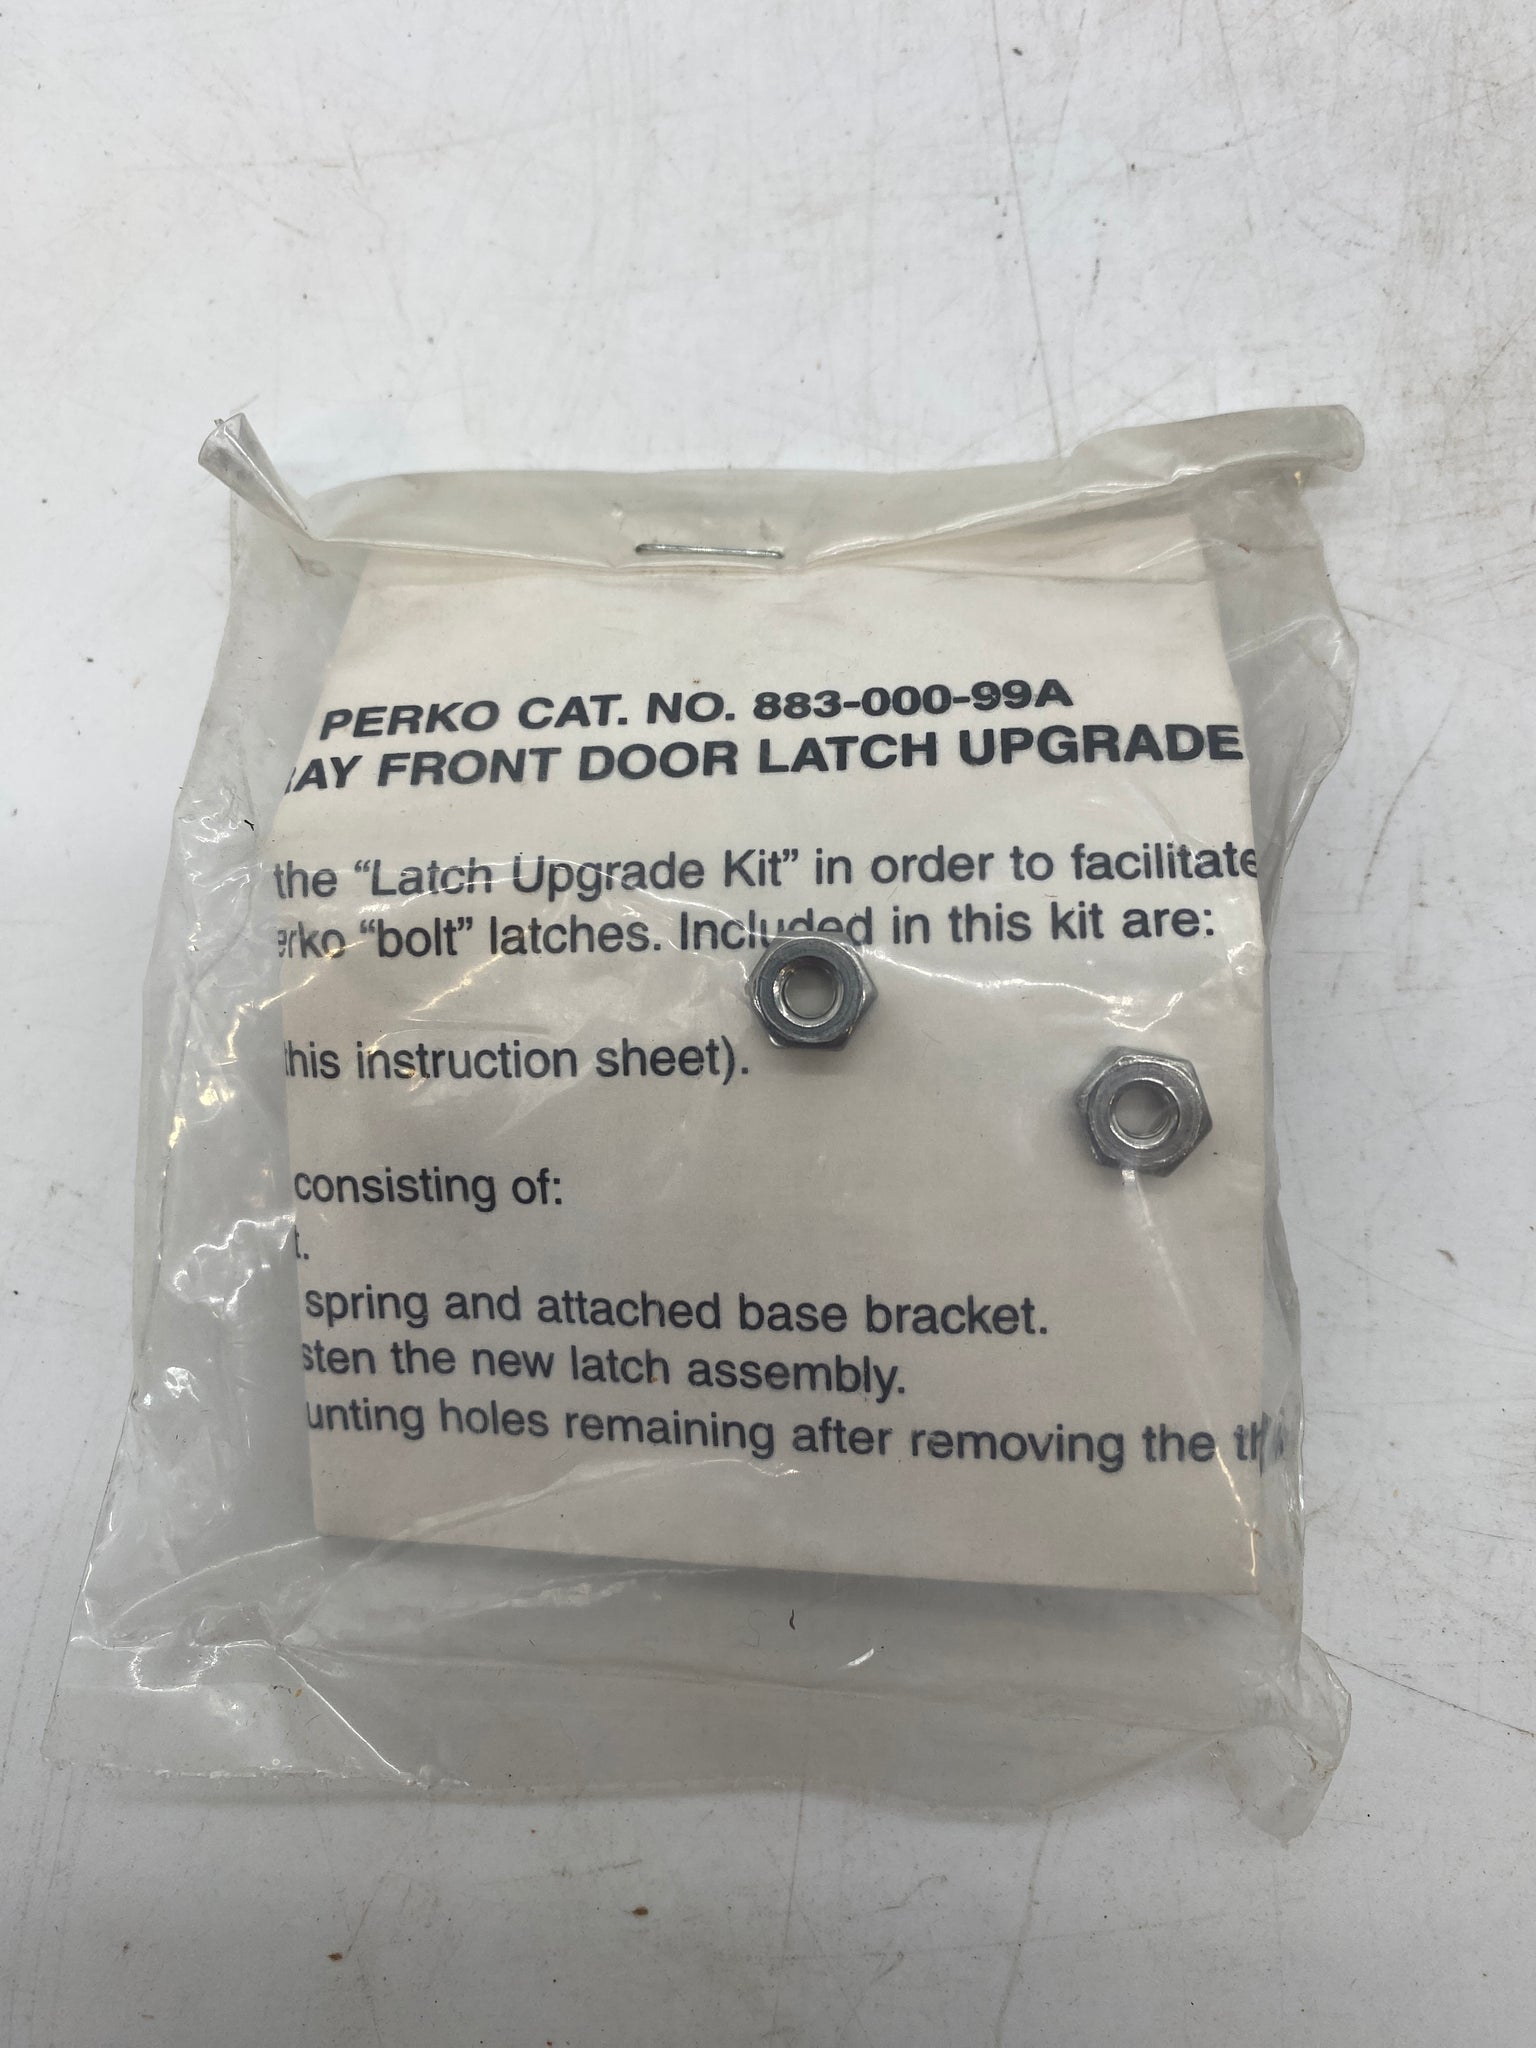 PERKO CAT. NO. 883-000-99A
RAY FRONT DOOR LATCH UPGRADE
the “Latch Upgrade Kit” in order to facilitate
erko “bolt” latches. Included in this kit are:
this instruction sheet).
consisting of:
t.
spring and attached base bracket.
sten the new latch assembly.
unting holes remaining after removing the